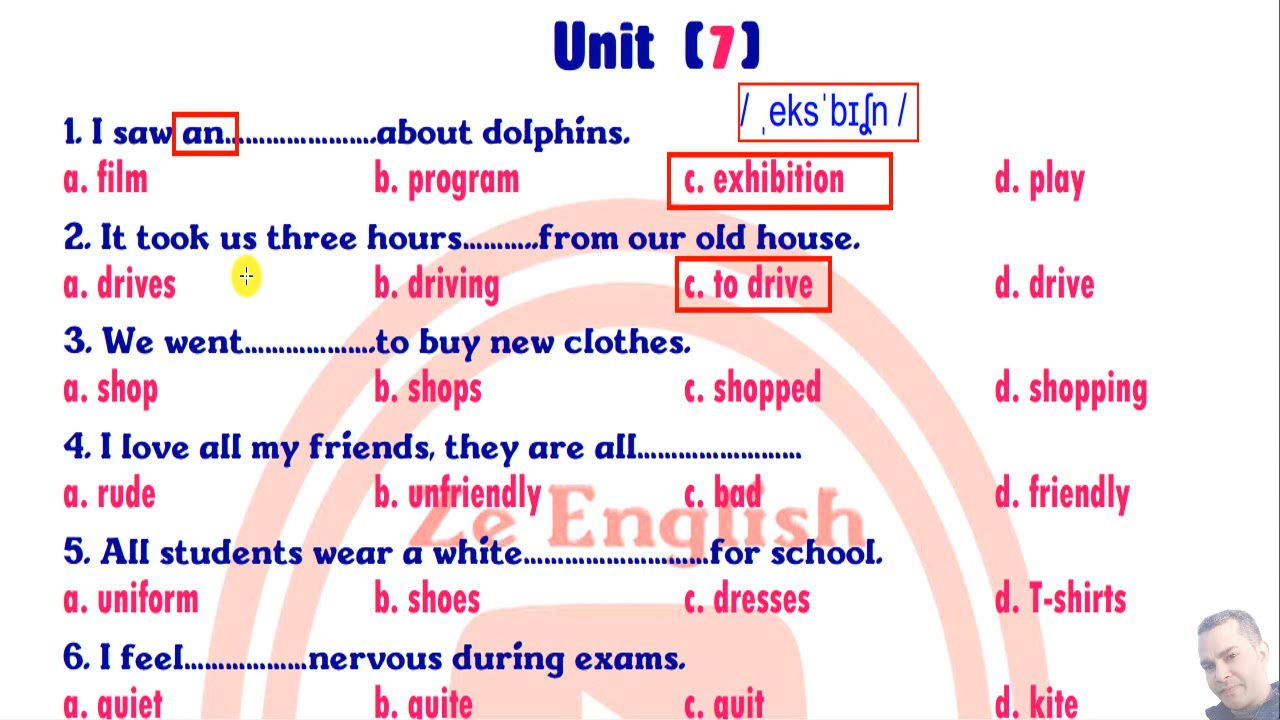 Unit (7)
/ ˌeksˈbɪʃn /
1. I saw an.....................about dolphins.
a. film b. program c. exhibition d. play
2. It took us three hours...........from our old house.
a. drives b. driving c. to drive d. drive
3. We went...................to buy new clothes.
a. shop b. shops c. shopped d. shopping
4. I love all my friends, they are all........................
a. rude b. unfriendly c. bad d. friendly
Ze English
5. All students wear a white...........................for school.
a. uniform b. shoes c. dresses d. T-shirts
6. I feel..................nervous during exams.
a. quiet b. quite c. quit d. kite